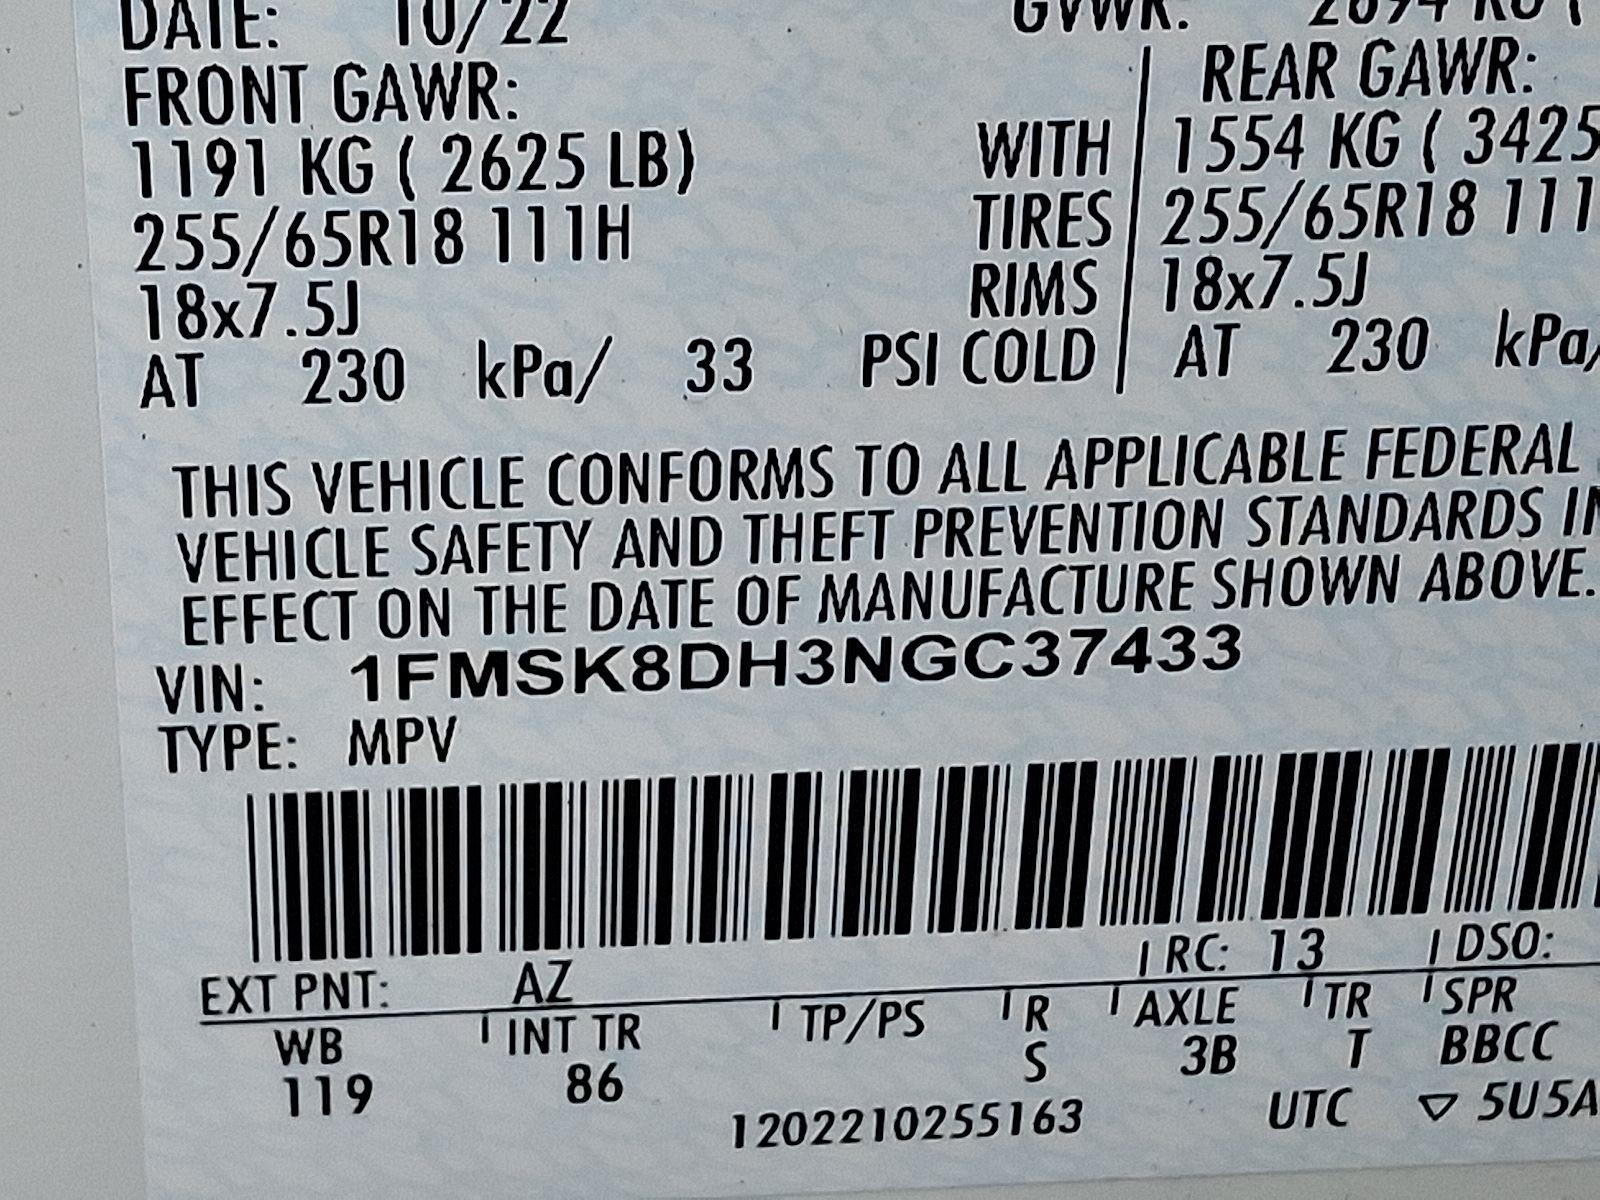 DATE: 10/22 GVWR: 2694 KG (
FRONT GAWR: REAR GAWR:
1191 KG ( 2625 LB) WITH 1554 KG ( 3425
255/65R18 111H TIRES 255/65R18 111
18x7.5J RIMS 18x7.5J
AT 230 kPa/ 33 PSI COLD AT 230 kPa/
THIS VEHICLE CONFORMS TO ALL APPLICABLE FEDERAL
VEHICLE SAFETY AND THEFT PREVENTION STANDARDS IN
EFFECT ON THE DATE OF MANUFACTURE SHOWN ABOVE.
VIN: 1FMSK8DH3NGC37433
TYPE: MPV
EXT PNT: AZ RC: 13 DSO:
WB INT TR TP/PS R AXLE TR SPR
119 86 S 3B T BBCC
1202210255163 UTC ▽ 5U5A